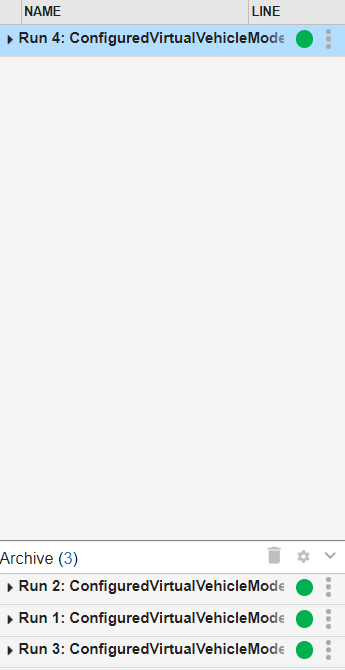 NAME LINE
Run 4: ConfiguredVirtualVehicleMode
Archive (3)
Run 2: ConfiguredVirtualVehicleMode
Run 1: ConfiguredVirtualVehicleMode
Run 3: ConfiguredVirtualVehicleMode